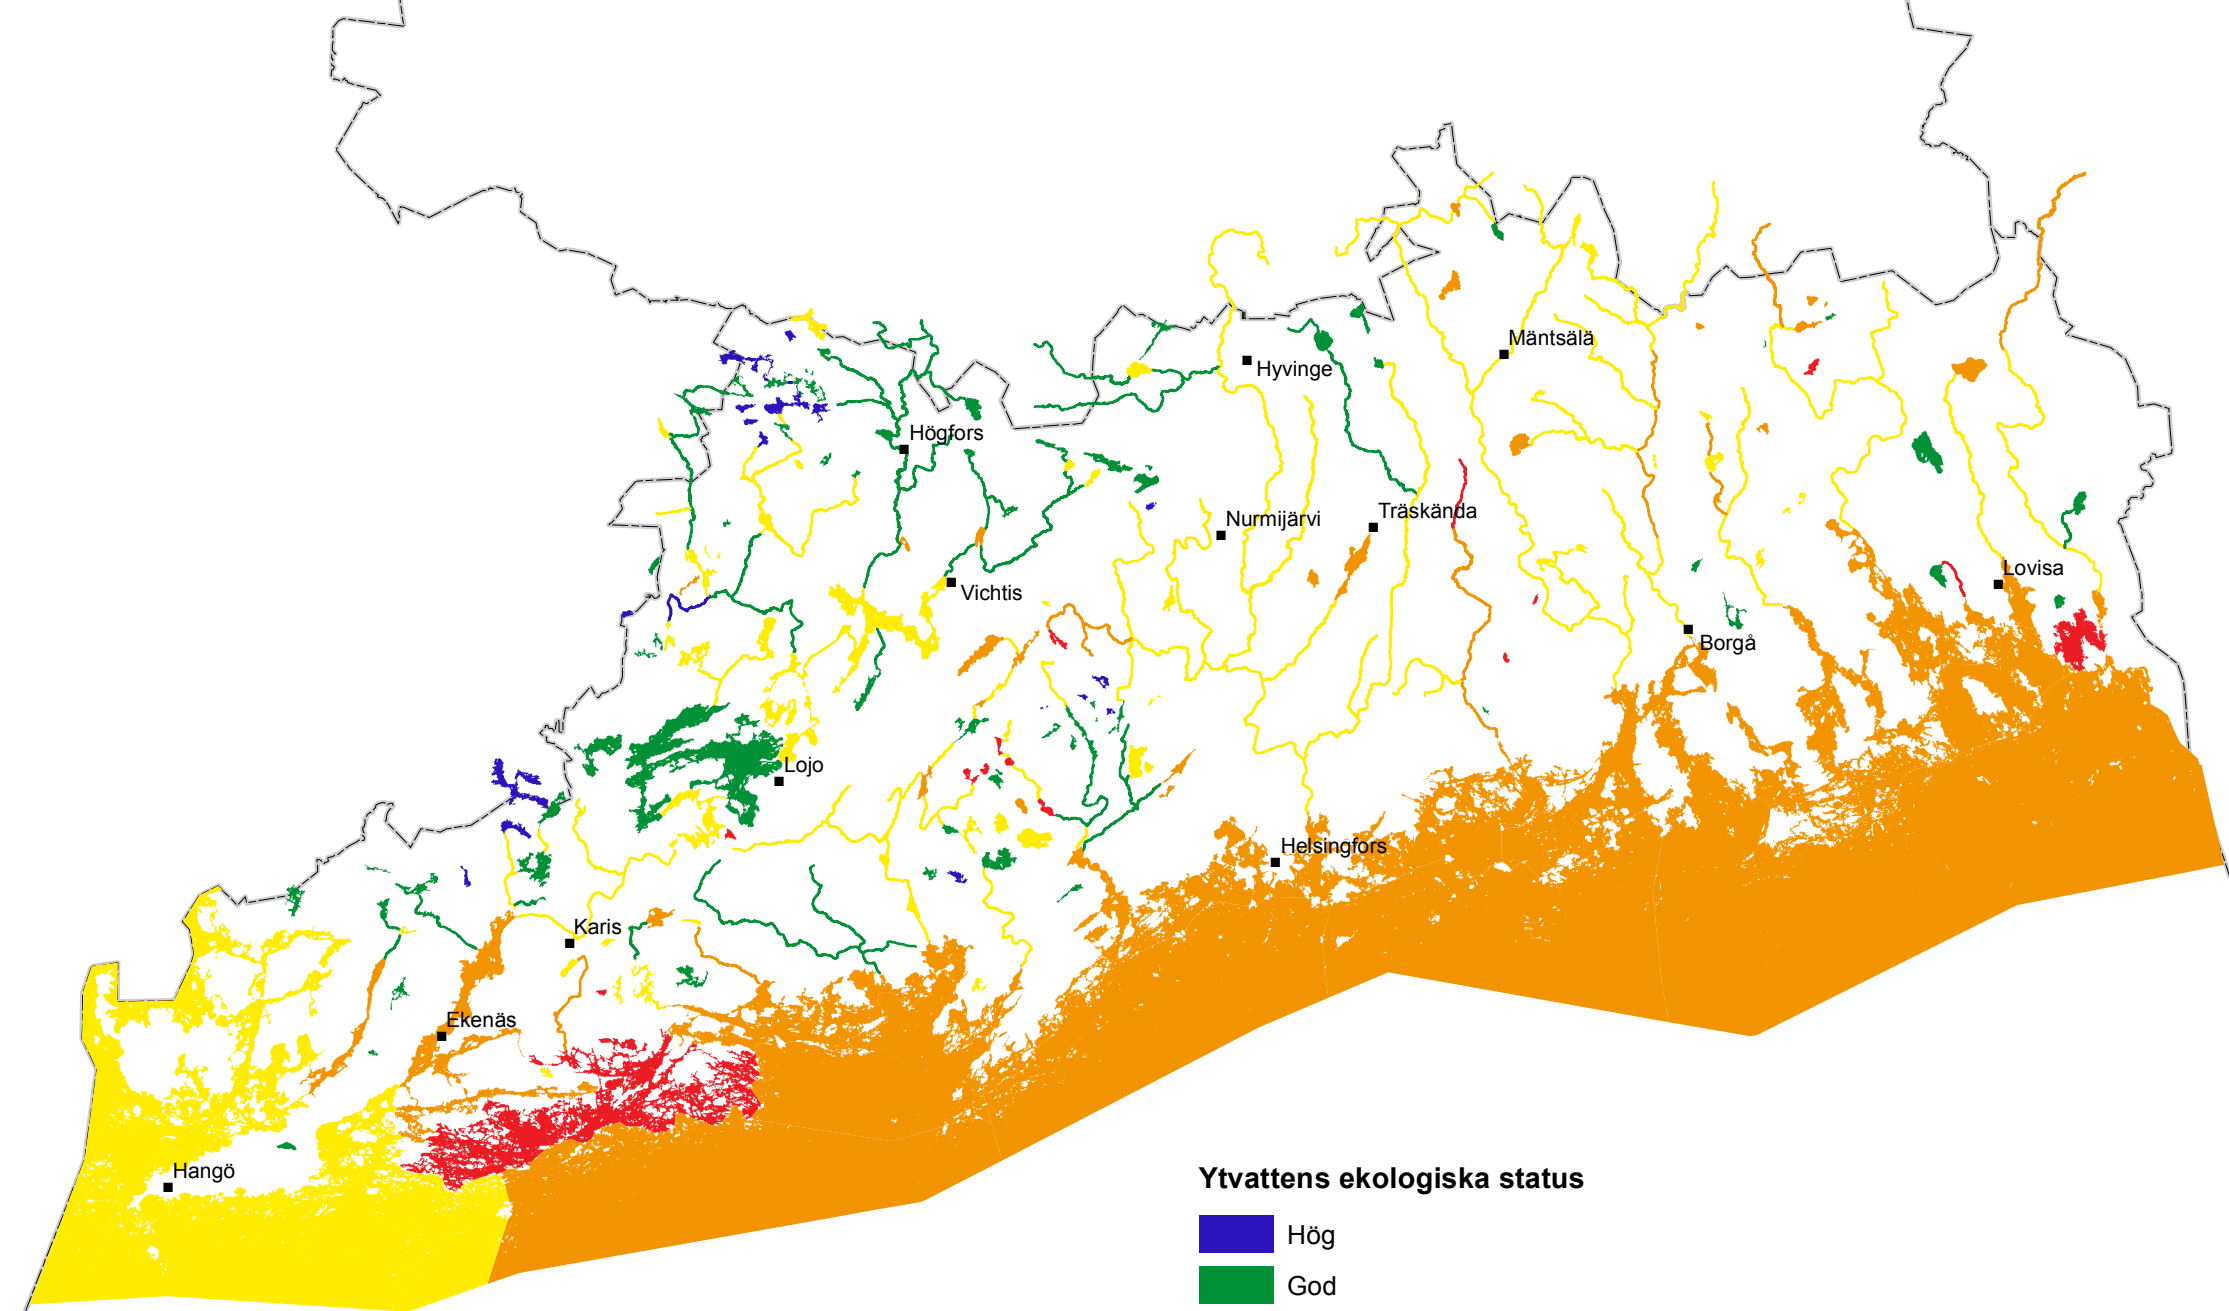 Mäntsälä
Hyvinge
Högfors
Träskända
Nurmijärvi
Lovisa
Vichtis
Borgå
Lojo
Helsingfors
Karis
Ekenäs
Hangö
Ytvattens ekologiska status
Hög
God